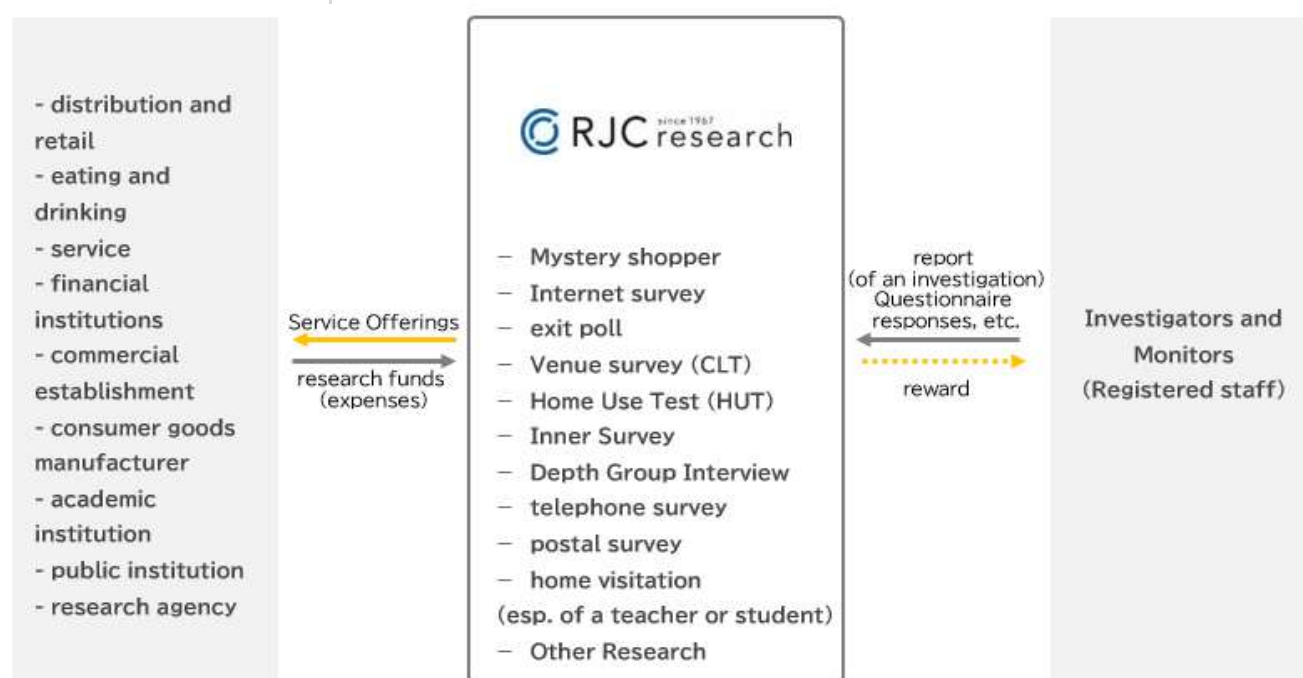 - distribution and
retail
- eating and
drinking
- service
- financial
institutions
- commercial
establishment
- consumer goods
manufacturer
- academic
institution
- public institution
- research agency
Service Offerings
research funds
(expenses)
RJC research
since 1967
− Mystery shopper
− Internet survey
− exit poll
− Venue survey (CLT)
− Home Use Test (HUT)
− Inner Survey
− Depth Group Interview
− telephone survey
− postal survey
− home visitation
(esp. of a teacher or student)
− Other Research
report
(of an investigation)
Questionnaire
responses, etc.
reward
Investigators and
Monitors
(Registered staff)